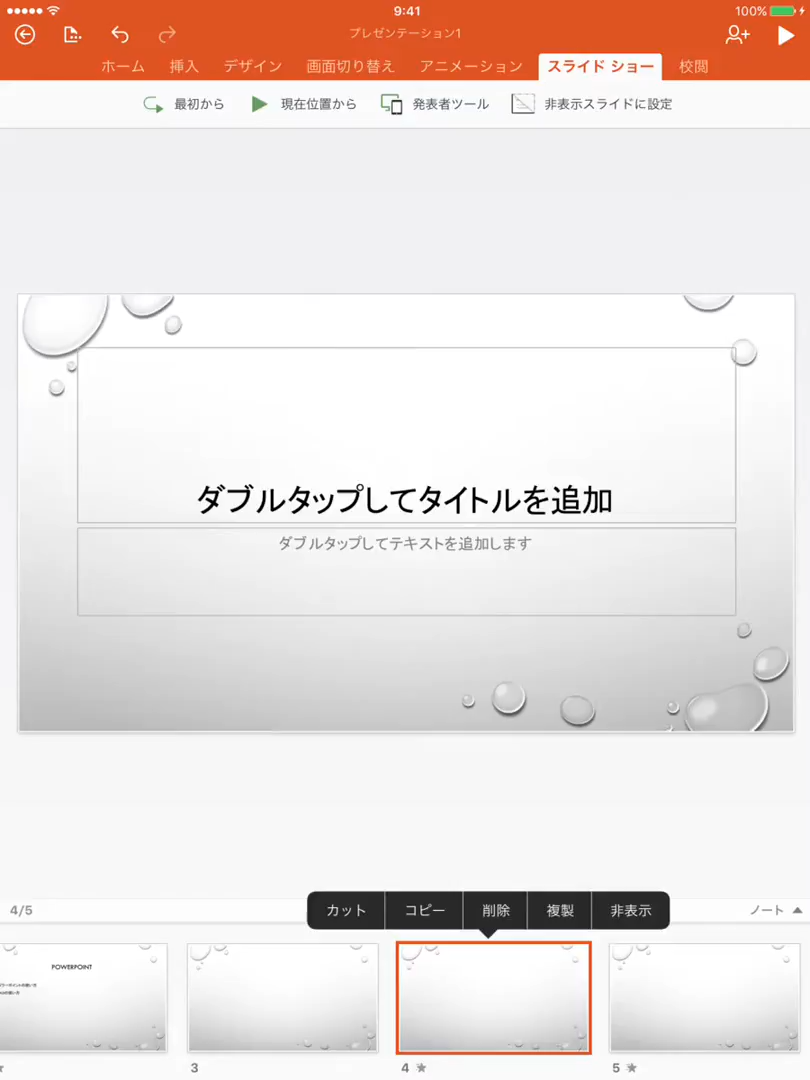 9:41
100%
プレゼンテーション1
ホーム 挿入 デザイン 画面切り替え アニメーション スライド ショー 校閲
最初から 現在位置から 発表者ツール 非表示スライドに設定
ダブルタップしてタイトルを追加
ダブルタップしてテキストを追加します
4/5
カット コピー 削除 複製 非表示
ノート
POWERPOINT
3 4 5